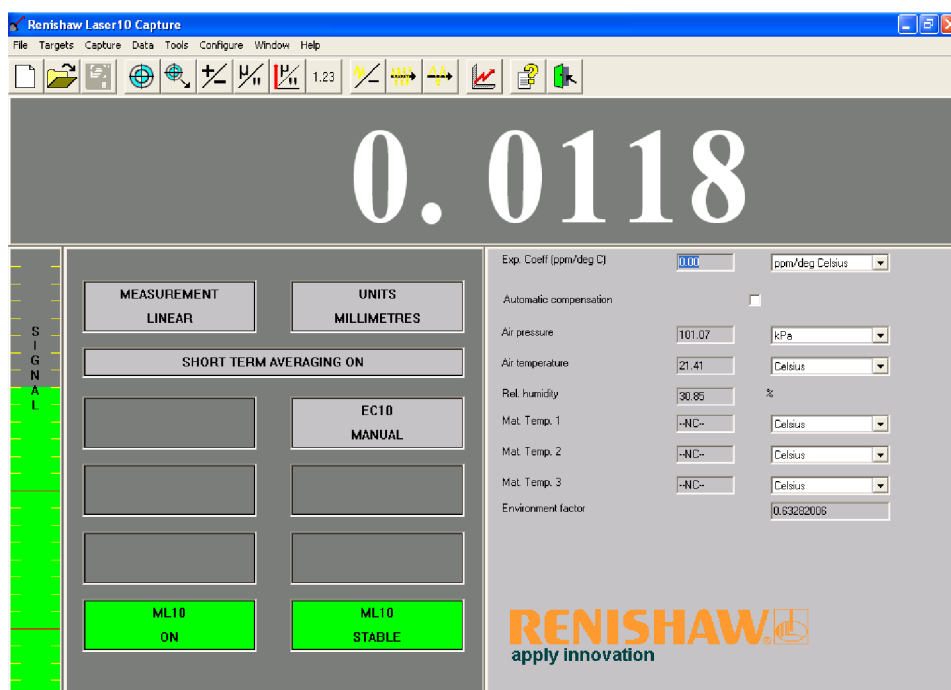 Renishaw Laser10 Capture
File Targets Capture Data Tools Configure Window Help
1.23
0. 0118
SIGNAL
MEASUREMENT
LINEAR
UNITS
MILLIMETRES
SHORT TERM AVERAGING ON
EC10
MANUAL
ML10
ON
ML10
STABLE
Exp. Coeff (ppm/deg C) 0.00 ppm/deg Celsius
Automatic compensation
Air pressure 101.07 kPa
Air temperature 21.41 Celsius
Rel. humidity 30.85 %
Mat. Temp. 1 --NC-- Celsius
Mat. Temp. 2 --NC-- Celsius
Mat. Temp. 3 --NC-- Celsius
Environment factor 0.63282006
RENISHAW
apply innovation